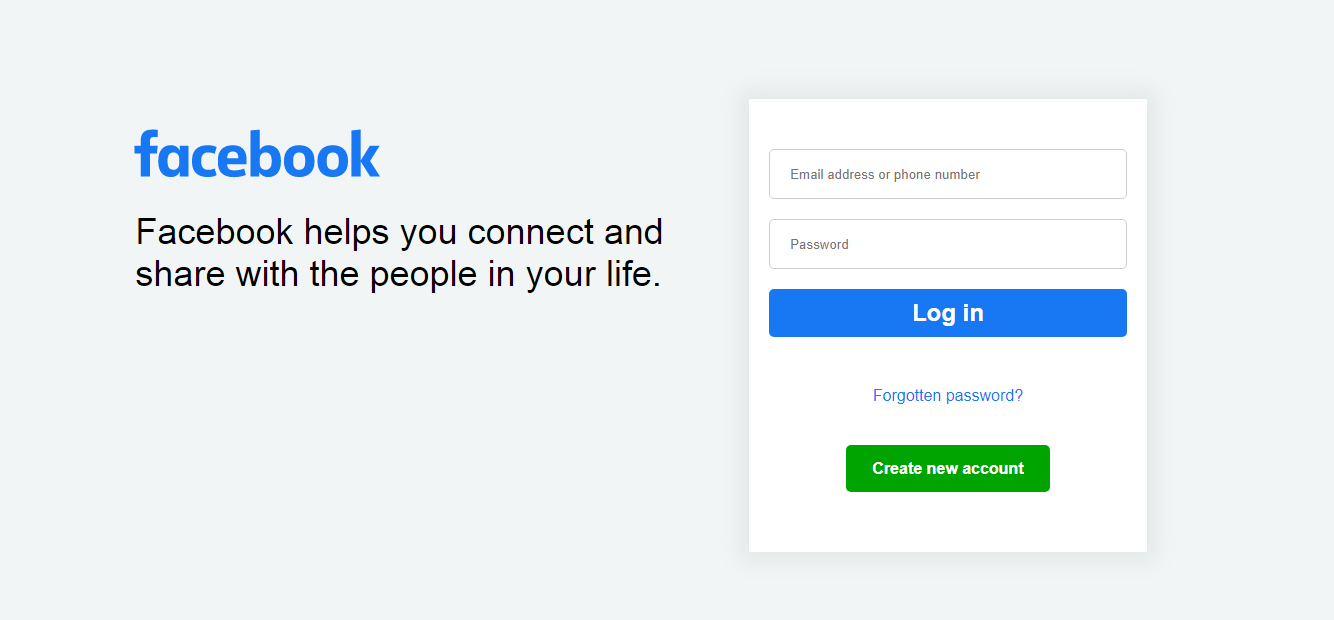 facebook
Facebook helps you connect and
share with the people in your life.
Email address or phone number
Password
Log in
Forgotten password?
Create new account